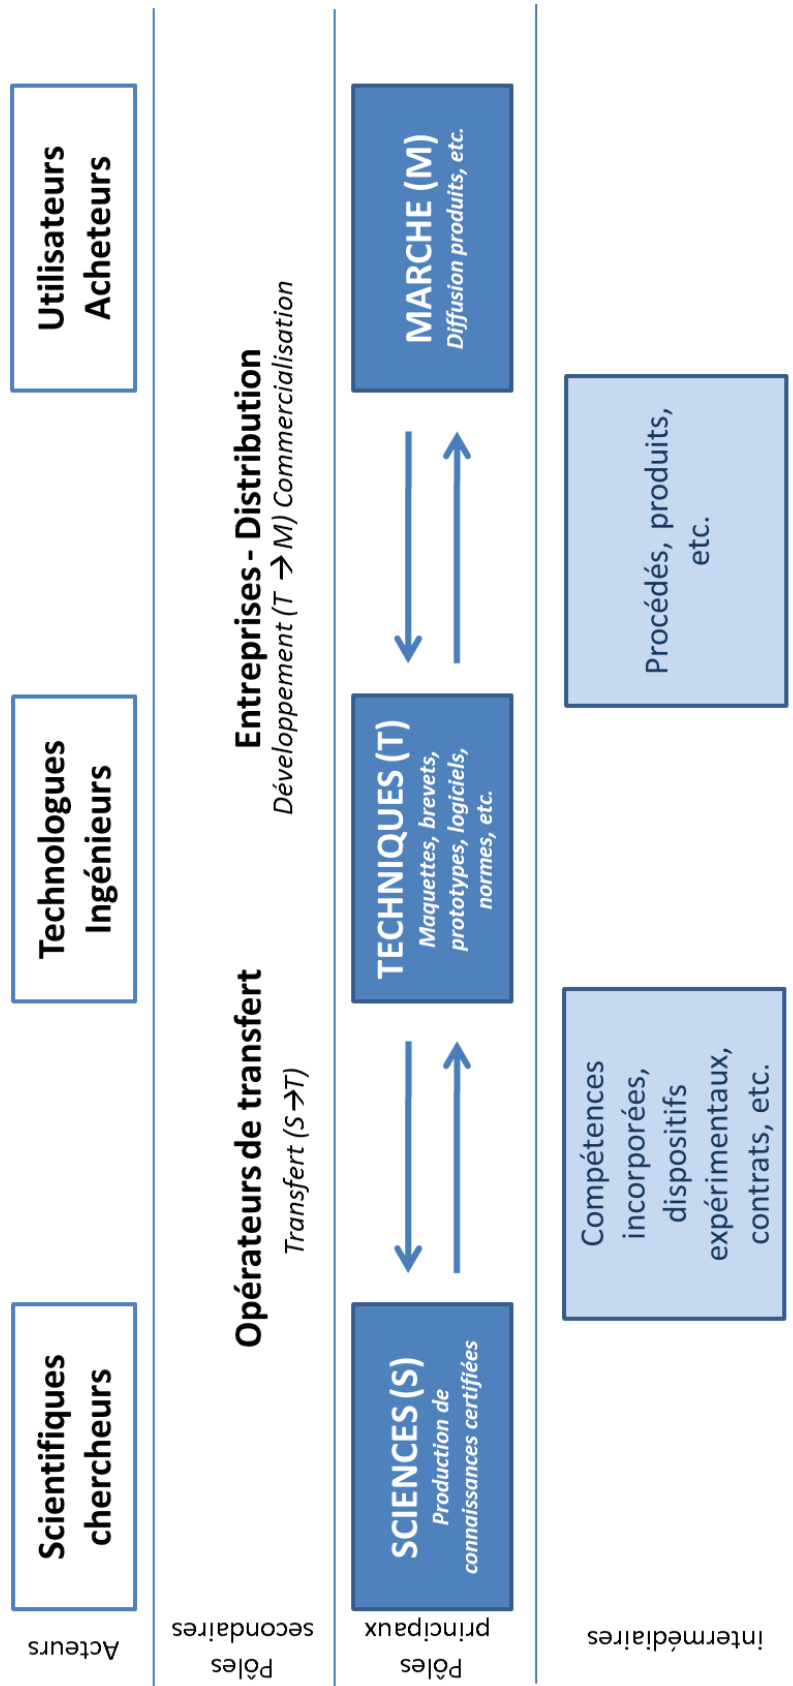 Acteurs
Scientifiques
chercheurs
Technologues
Ingénieurs
Utilisateurs
Acheteurs
Pôles
secondaires
Opérateurs de transfert
Transfert (S→T)
Entreprises - Distribution
Développement (T → M) Commercialisation
Pôles
principaux
SCIENCES (S)
Production de
connaissances certifiées
TECHNIQUES (T)
Maquettes, brevets,
prototypes, logiciels,
normes, etc.
MARCHE (M)
Diffusion produits, etc.
intermédiaires
Compétences
incorporées,
dispositifs
expérimentaux,
contrats, etc.
Procédés, produits,
etc.